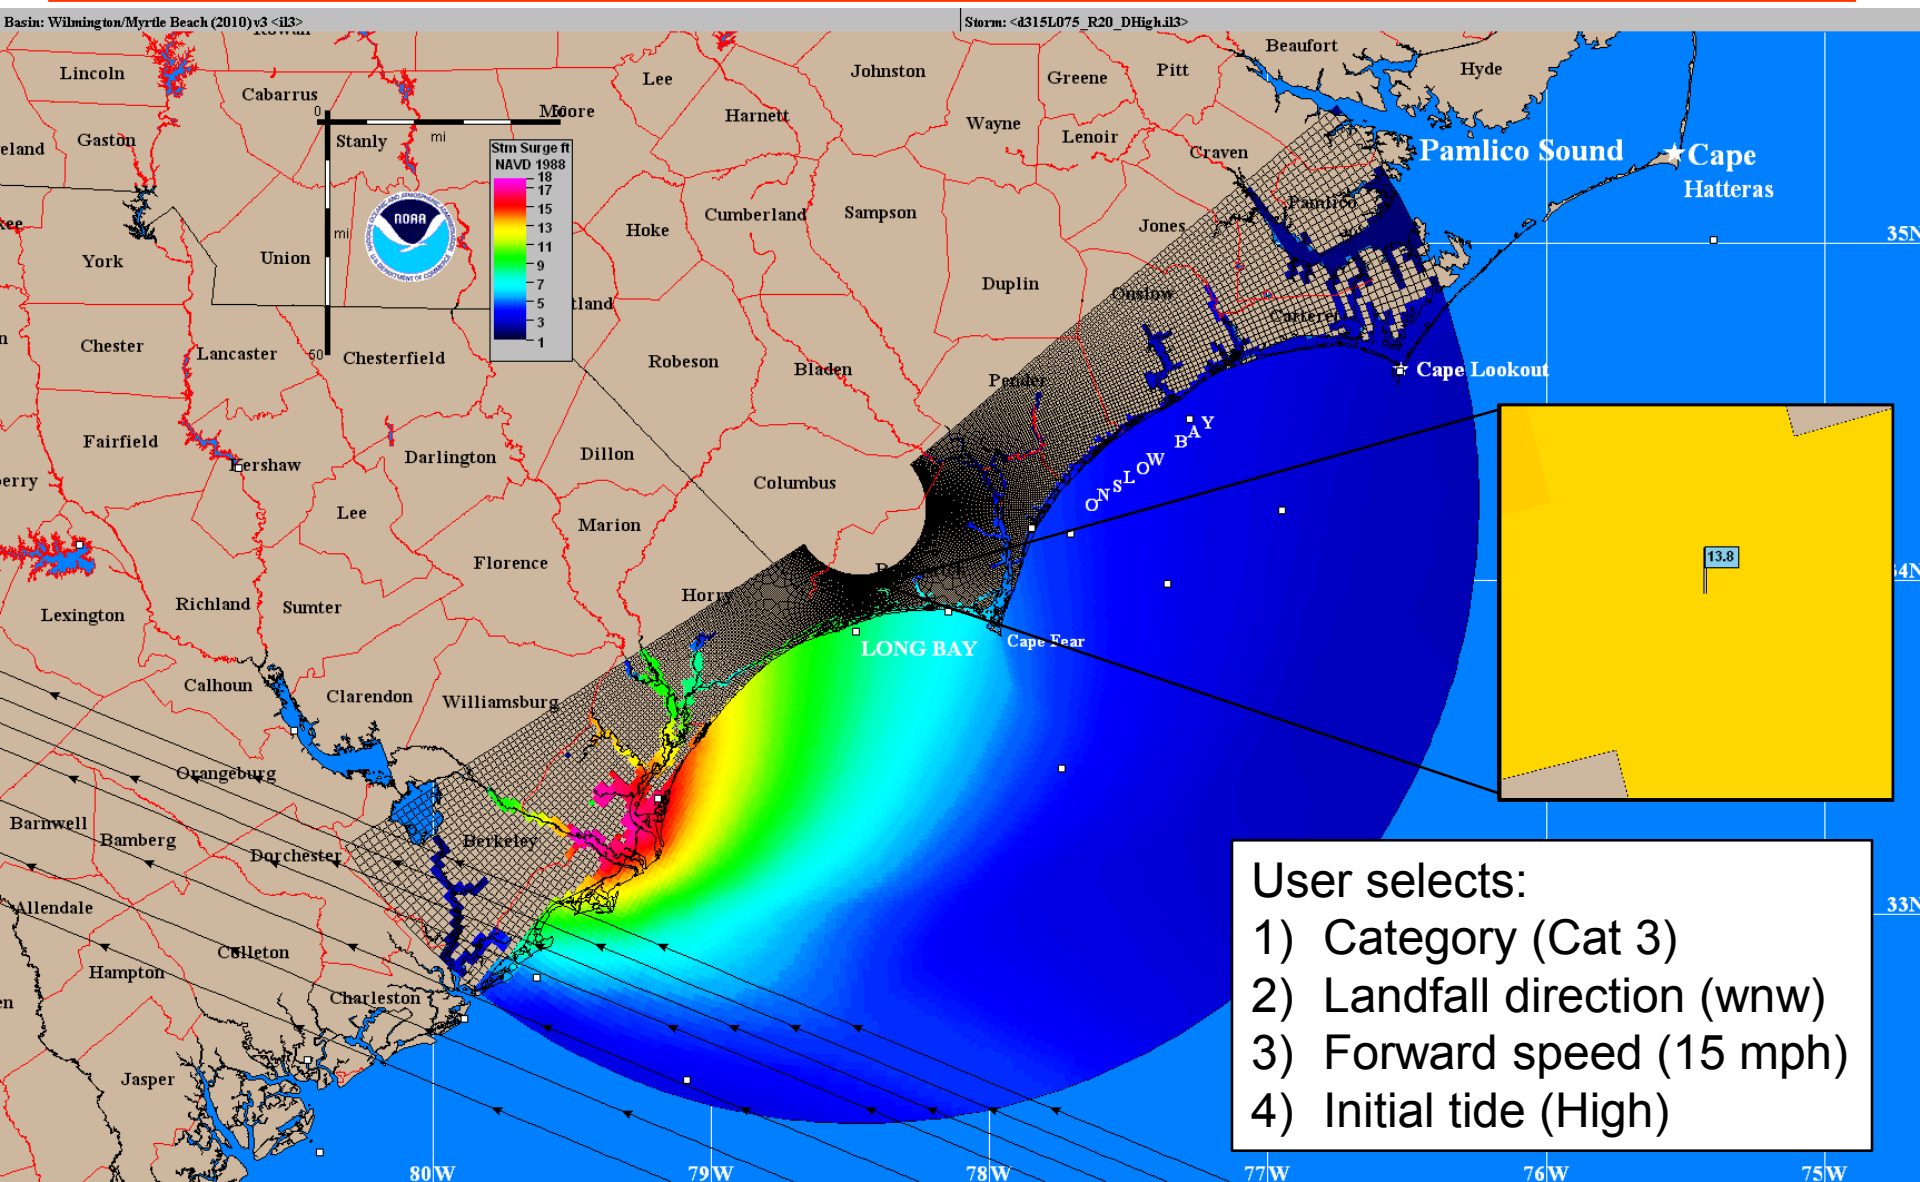 Basin: Wilmington/Myrtle Beach (2010) v3 <il3>
Storm: <d315L075_R20_DHigh.il3>
Beaufort
Hyde
Lincoln
Cabarrus
Lee
Johnston
Greene
Pitt
0
Moore
Harnett
Wayne
Lenoir
Gaston
Stanly
mi
Craven
Pamlico Sound
Cape
Hatteras
Stm Surge ft
NAVD 1988
18
17
15
13
11
9
7
5
3
1
NOAA
mi
50
Cumberland
Sampson
Pamlico
Jones
Hoke
35N
York
Union
Duplin
Onslow
Carteret
Chester
Lancaster
Chesterfield
Robeson
Bladen
Pender
Cape Lookout
Fairfield
Darlington
Dillon
Columbus
ONSLOW BAY
Kershaw
Lee
Marion
Florence
13.8
Lexington
Richland
Sumter
Horry
LONG BAY
Cape Fear
Calhoun
Clarendon
Williamsburg
Orangeburg
Barnwell
Bamberg
Dorchester
Berkeley
Allendale
Colleton
Hampton
Charleston
Jasper
33N
User selects:
1) Category (Cat 3)
2) Landfall direction (wnw)
3) Forward speed (15 mph)
4) Initial tide (High)
80W
79W
78W
77W
76W
75W